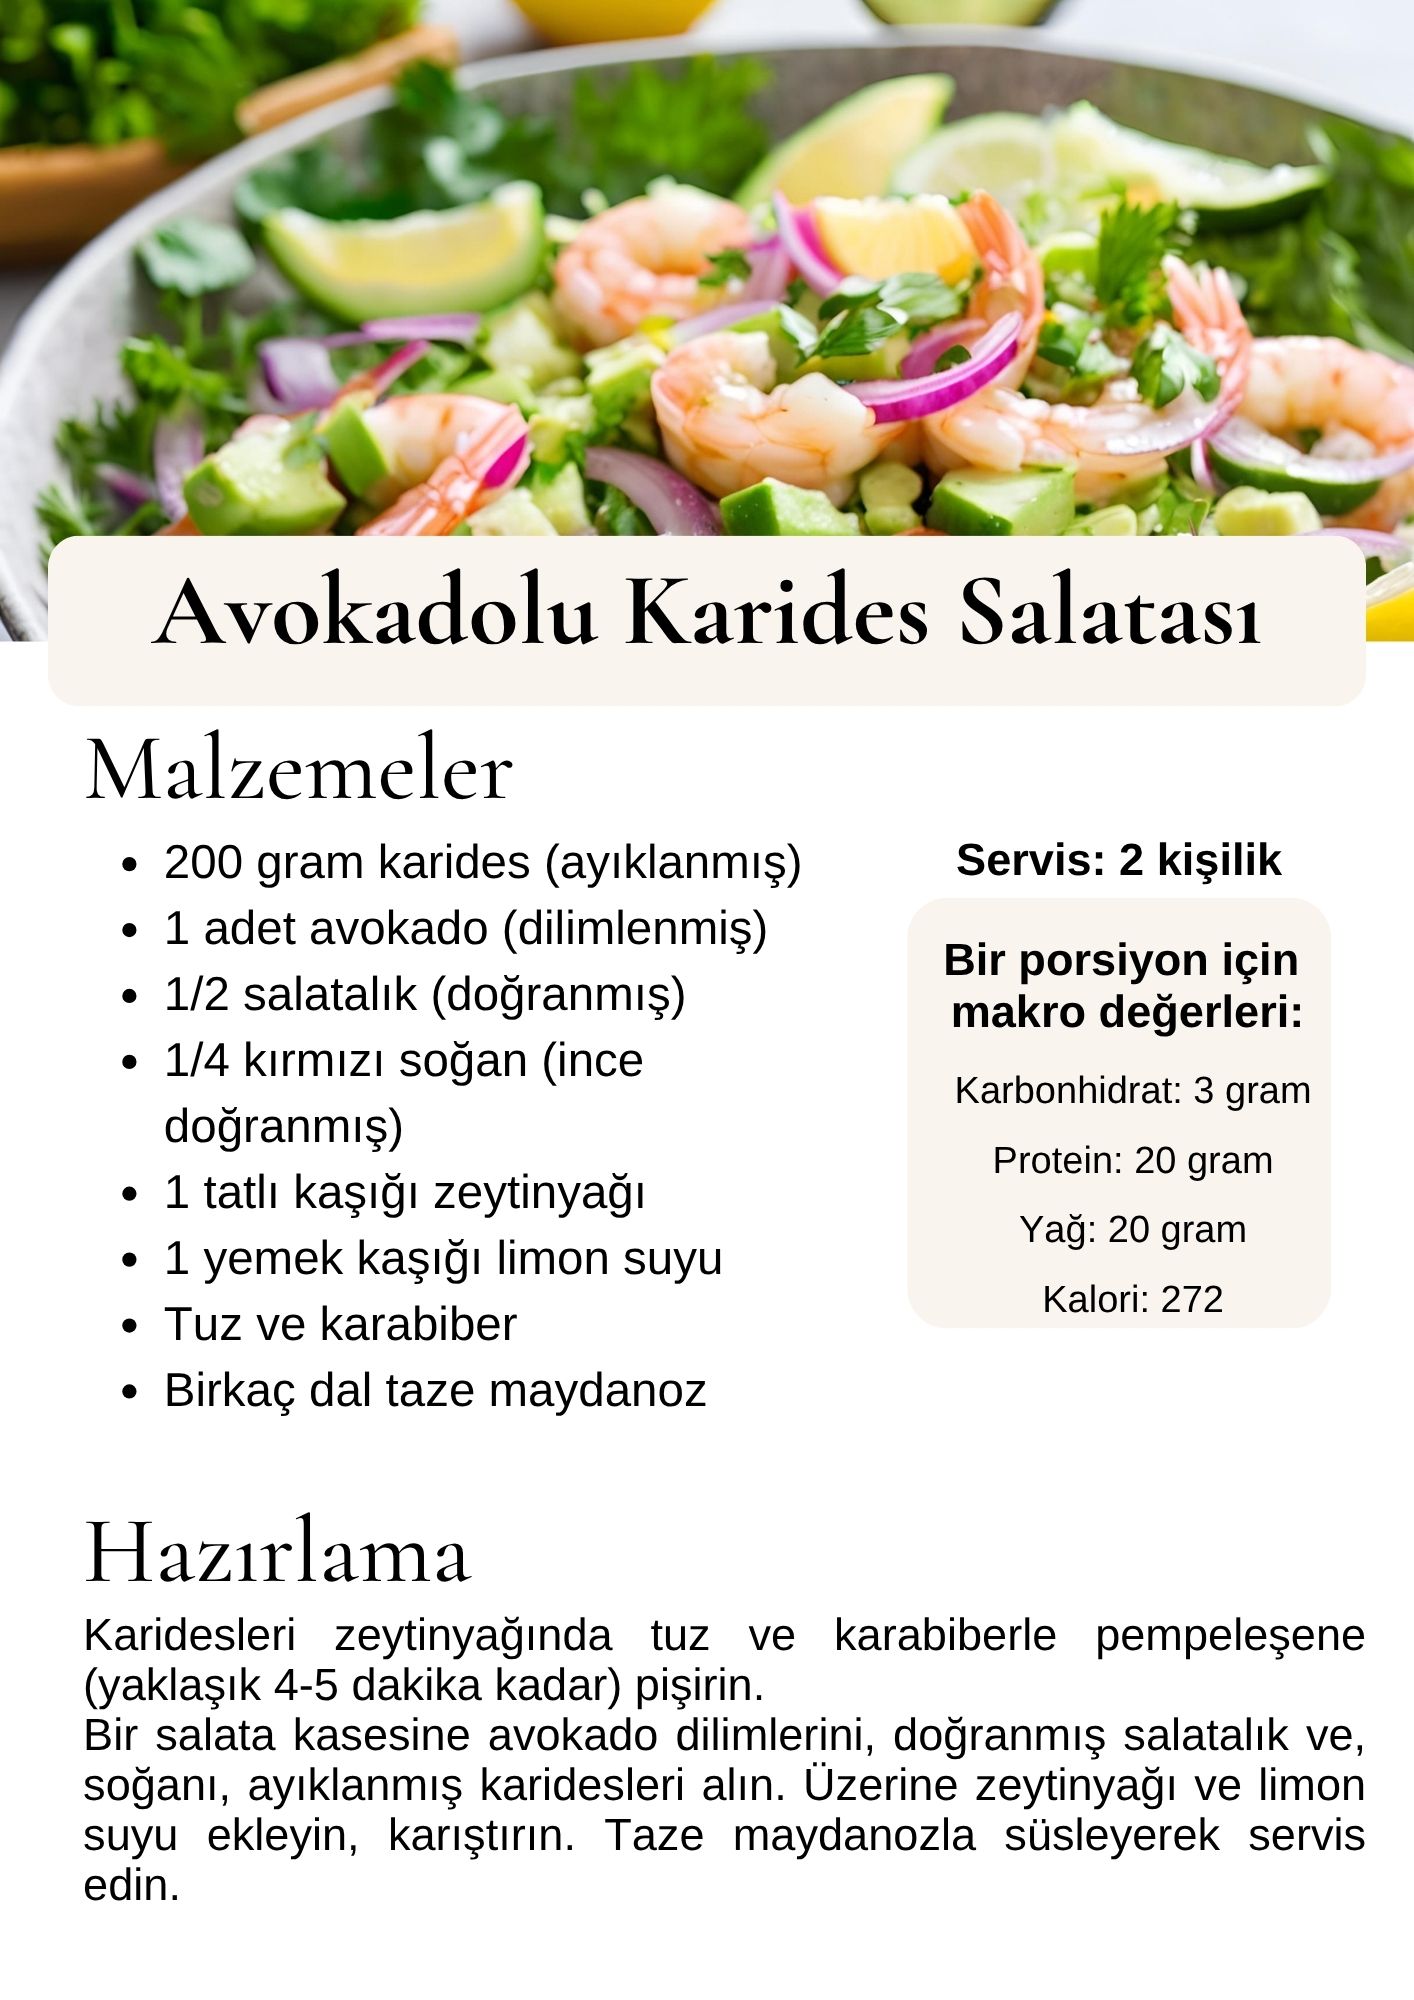 Avokadolu Karides Salatası
Malzemeler
200 gram karides (ayıklanmış)
1 adet avokado (dilimlenmiş)
1/2 salatalık (doğranmış)
1/4 kırmızı soğan (ince
doğranmış)
1 tatlı kaşığı zeytinyağı
1 yemek kaşığı limon suyu
Tuz ve karabiber
Birkaç dal taze maydanoz
Servis: 2 kişilik
Bir porsiyon için
makro değerleri:
Karbonhidrat: 3 gram
Protein: 20 gram
Yağ: 20 gram
Kalori: 272
Hazırlama
Karidesleri zeytinyağında tuz ve karabiberle pempeleşene
(yaklaşık 4-5 dakika kadar) pişirin.
Bir salata kasesine avokado dilimlerini, doğranmış salatalık ve,
soğanı, ayıklanmış karidesleri alın. Üzerine zeytinyağı ve limon
suyu ekleyin, karıştırın. Taze maydanozla süsleyerek servis
edin.